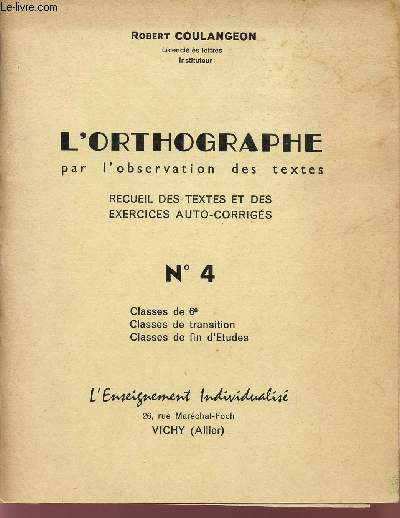 le-livre.com
ROBERT COULANGEON
Licencié ès lettres
Instituteur
L'ORTHOGRAPHE
par l'observation des textes
RECUEIL DES TEXTES ET DES
EXERCICES AUTO-CORRIGÉS
N° 4
Classes de 6e
Classes de transition
Classes de fin d'Etudes
L'Enseignement Individualisé
26, rue Maréchal-Foch
VICHY (Allier)